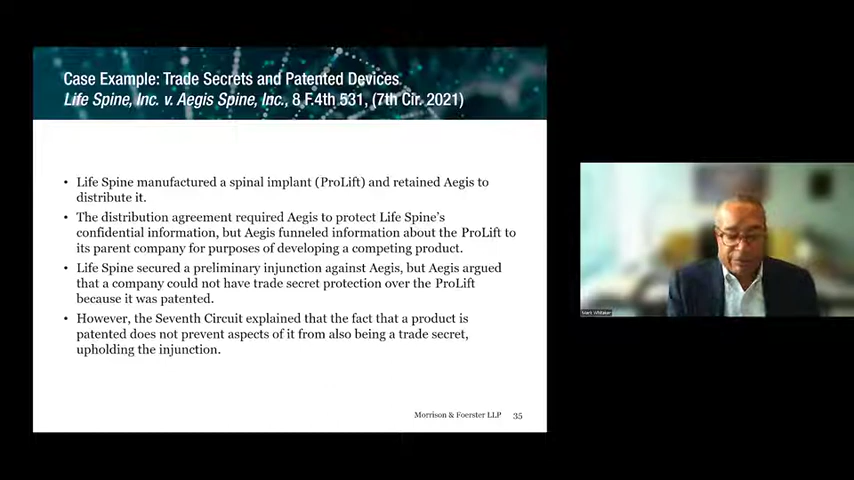 Case Example: Trade Secrets and Patented Devices
Life Spine, Inc. v. Aegis Spine, Inc., 8 F.4th 531, (7th Cir. 2021)
• Life Spine manufactured a spinal implant (ProLift) and retained Aegis to
distribute it.
• The distribution agreement required Aegis to protect Life Spine's
confidential information, but Aegis funneled information about the ProLift to
its parent company for purposes of developing a competing product.
• Life Spine secured a preliminary injunction against Aegis, but Aegis argued
that a company could not have trade secret protection over the ProLift
because it was patented.
• However, the Seventh Circuit explained that the fact that a product is
patented does not prevent aspects of it from also being a trade secret,
upholding the injunction.
Morrison & Foerster LLP 35
Mark Whitaker